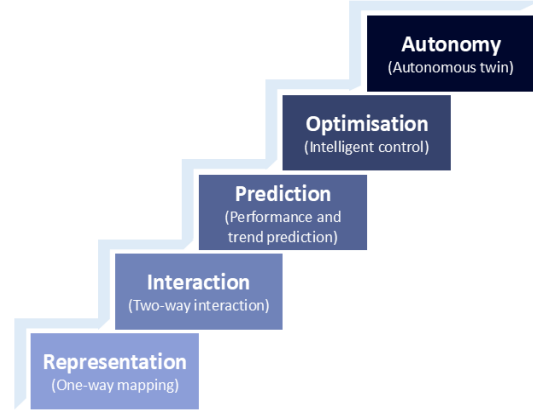 Autonomy
(Autonomous twin)
Optimisation
(Intelligent control)
Prediction
(Performance and
trend prediction)
Interaction
(Two-way interaction)
Representation
(One-way mapping)